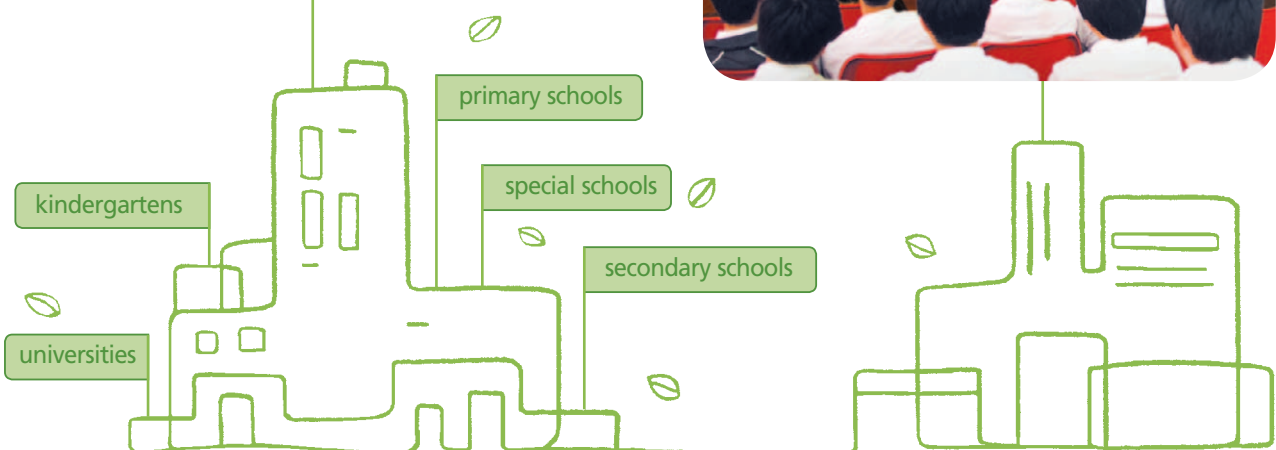 primary schools
special schools
kindergartens
secondary schools
universities